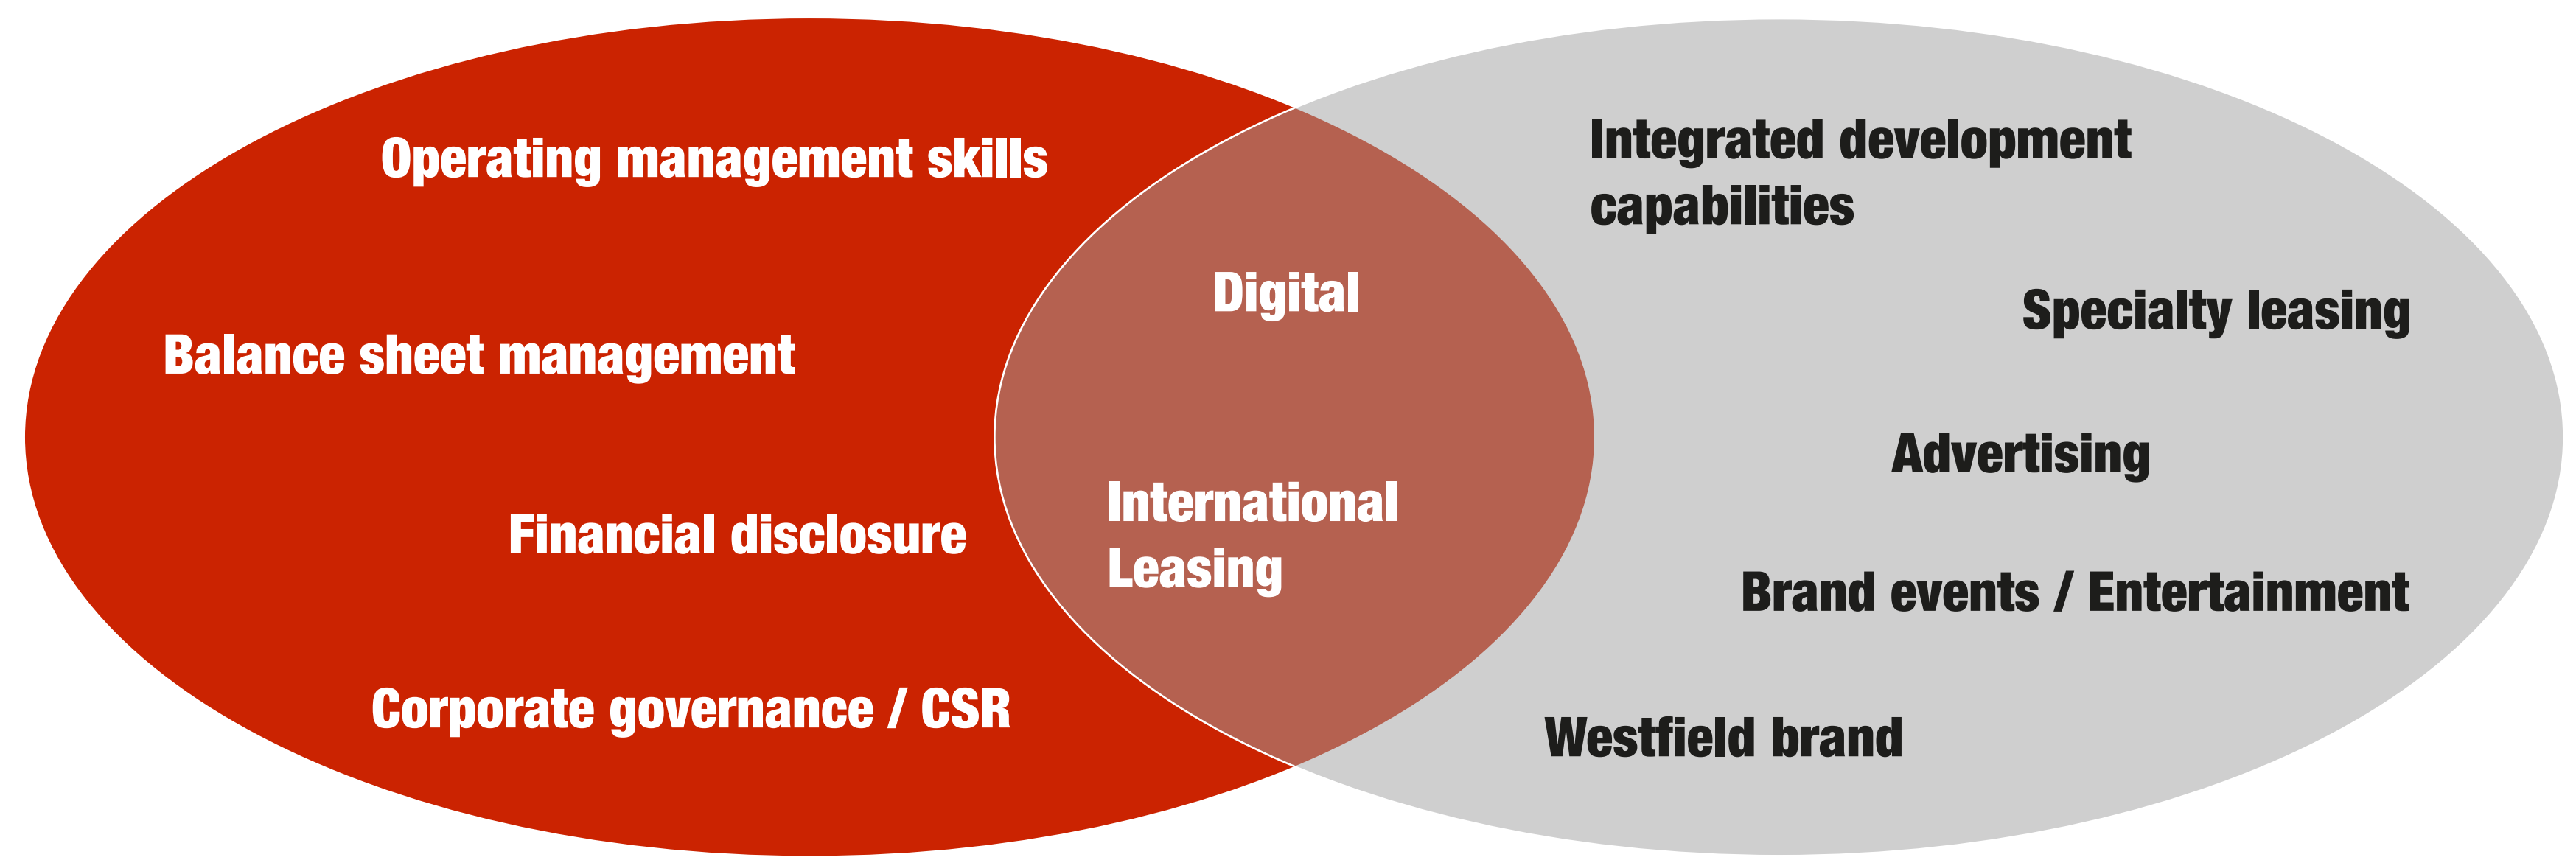 Operating management skills
Balance sheet management
Financial disclosure
Corporate governance / CSR
Digital
International
Leasing
Integrated development
capabilities
Specialty leasing
Advertising
Brand events / Entertainment
Westfield brand